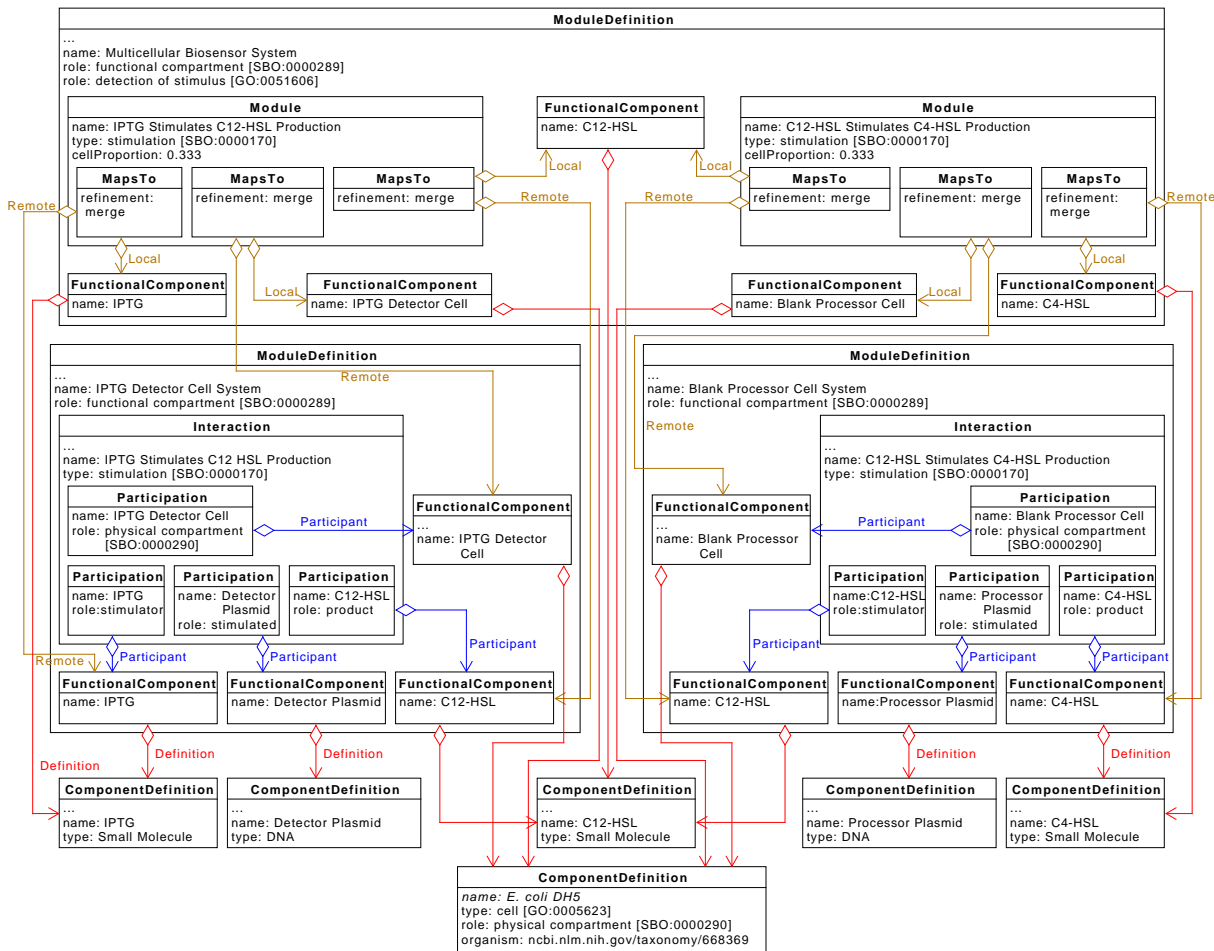 ModuleDefinition
...
name: Multicellular Biosensor System
role: functional compartment [SBO:0000289]
role: detection of stimulus [GO:0051606]
Module
name: IPTG Stimulates C12-HSL Production
type: stimulation [SBO:0000170]
cellProportion: 0.333
MapsTo
refinement:
merge
MapsTo
refinement: merge
MapsTo
refinement: merge
FunctionalComponent
name: C12-HSL
Module
name: C12-HSL Stimulates C4-HSL Production
type: stimulation [SBO:0000170]
cellProportion: 0.333
MapsTo
refinement: merge
MapsTo
refinement: merge
MapsTo
refinement:
merge
Local
Local
Remote
Remote
Remote
Remote
Local
Local
Local
Local
FunctionalComponent
name: IPTG
FunctionalComponent
name: IPTG Detector Cell
FunctionalComponent
name: Blank Processor Cell
FunctionalComponent
name: C4-HSL
ModuleDefinition
...
name: IPTG Detector Cell System
role: functional compartment [SBO:0000289]
Remote
Interaction
...
name: IPTG Stimulates C12 HSL Production
type: stimulation [SBO:0000170]
Participation
name: IPTG Detector Cell
role: physical compartment
[SBO:0000290]
Participant
FunctionalComponent
...
name: IPTG Detector
Cell
Participation
name: IPTG
role:stimulator
Participation
name: Detector
Plasmid
role: stimulated
Participation
name: C12-HSL
role: product
Remote
Participant
Participant
Participant
FunctionalComponent
name: IPTG
FunctionalComponent
name: Detector Plasmid
FunctionalComponent
name: C12-HSL
ModuleDefinition
...
name: Blank Processor Cell System
role: functional compartment [SBO:0000289]
Remote
Interaction
...
name: C12-HSL Stimulates C4-HSL Production
type: stimulation [SBO:0000170]
FunctionalComponent
...
name: Blank Processor
Cell
Participant
Participation
name: Blank Processor Cell
role: physical compartment
[SBO:0000290]
Participation
name:C12-HSL
role:stimulator
Participation
name: Processor
Plasmid
role: stimulated
Participation
name: C4-HSL
role: product
Participant
Participant
Participant
FunctionalComponent
name: C12-HSL
FunctionalComponent
name:Processor Plasmid
FunctionalComponent
name: C4-HSL
Definition
Definition
Definition
Definition
Definition
ComponentDefinition
...
name: IPTG
type: Small Molecule
ComponentDefinition
...
name: Detector Plasmid
type: DNA
ComponentDefinition
...
name: C12-HSL
type: Small Molecule
ComponentDefinition
...
name: Processor Plasmid
type: DNA
ComponentDefinition
...
name: C4-HSL
type: Small Molecule
ComponentDefinition
name: E. coli DH5
type: cell [GO:0005623]
role: physical compartment [SBO:0000290]
organism: ncbi.nlm.nih.gov/taxonomy/668369